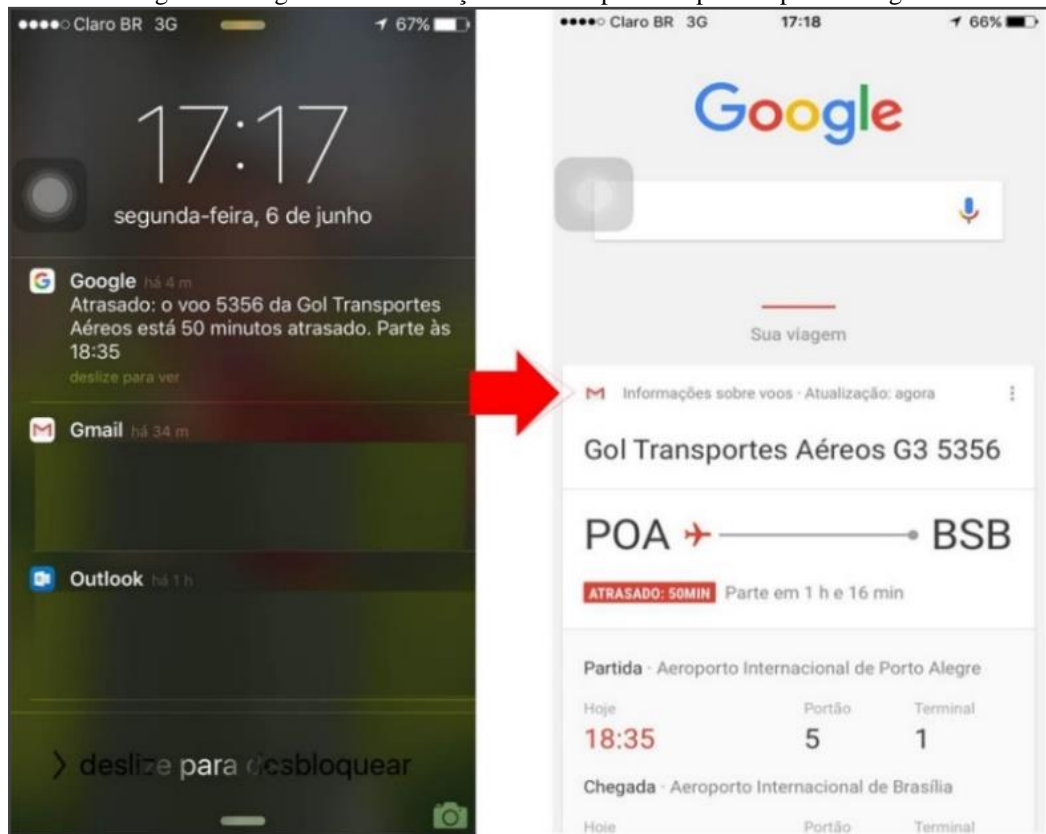 Claro BR 3G
67%
17:17
segunda-feira, 6 de junho
Google há 4 m
Atrasado: o voo 5356 da Gol Transportes
Aéreos está 50 minutos atrasado. Parte às
18:35
deslize para ver
Gmail há 34 m
Outlook há 1 h
deslize para desbloquear
Claro BR 3G
17:18
66%
Google
Sua viagem
Informações sobre voos · Atualização: agora
Gol Transportes Aéreos G3 5356
POA BSB
ATRASADO: 50MIN Parte em 1 h e 16 min
Partida · Aeroporto Internacional de Porto Alegre
Hoje Portão Terminal
18:35 5 1
Chegada · Aeroporto Internacional de Brasília
Hoje Portão Terminal